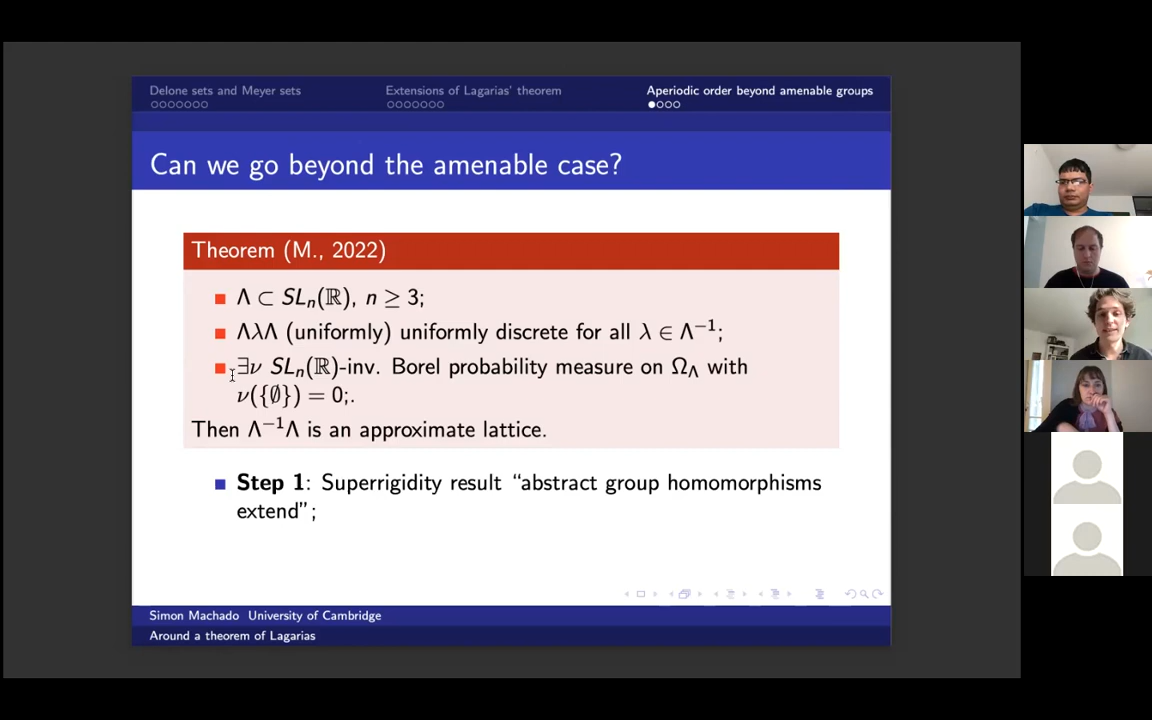 Delone sets and Meyer sets Extensions of Lagarias' theorem Aperiodic order beyond amenable groups
Can we go beyond the amenable case?
Theorem (M., 2022)
Λ ⊂ SLₙ(ℝ), n ≥ 3;
ΛλΛ (uniformly) uniformly discrete for all λ ∈ Λ⁻¹;
∃ν SLₙ(ℝ)-inv. Borel probability measure on Ω_Λ with
ν({∅}) = 0;.
Then Λ⁻¹Λ is an approximate lattice.
Step 1: Superrigidity result “abstract group homomorphisms
extend”;
Simon Machado University of Cambridge
Around a theorem of Lagarias